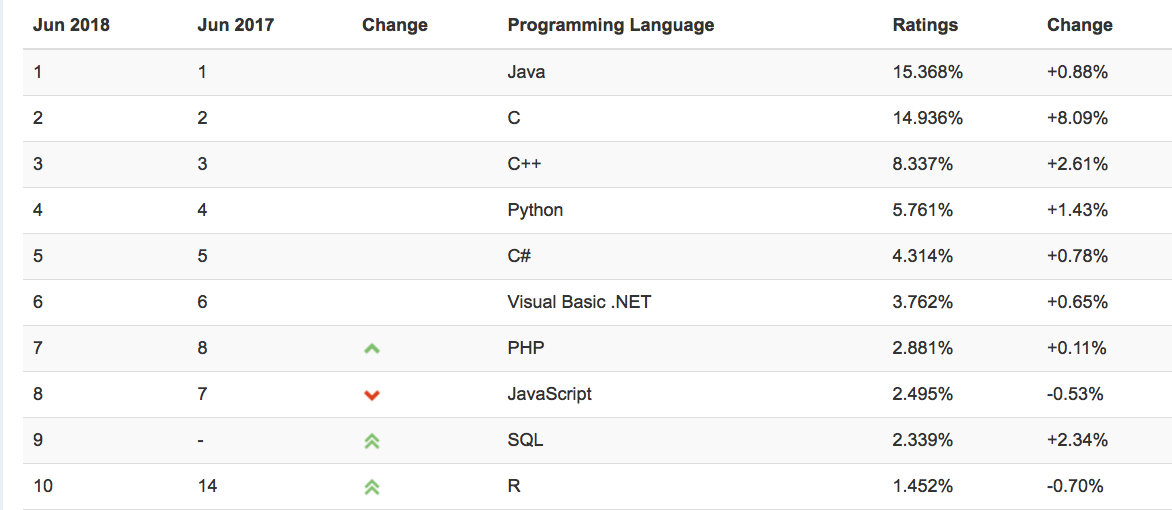 Jun 2018 Jun 2017 Change Programming Language Ratings Change
1 1 Java 15.368% +0.88%
2 2 C 14.936% +8.09%
3 3 C++ 8.337% +2.61%
4 4 Python 5.761% +1.43%
5 5 C# 4.314% +0.78%
6 6 Visual Basic .NET 3.762% +0.65%
7 8 PHP 2.881% +0.11%
8 7 JavaScript 2.495% -0.53%
9 - SQL 2.339% +2.34%
10 14 R 1.452% -0.70%